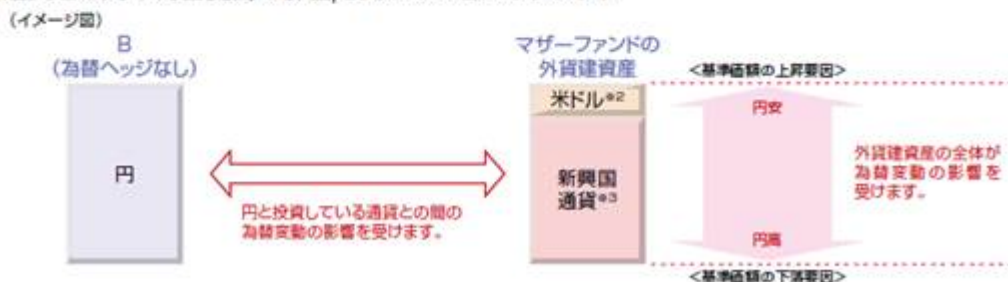 (イメージ図)
B
(為替ヘッジなし)
円
円と投資している通貨との間の
為替変動の影響を受けます。
マザーファンドの
外貨建資産
米ドル※2
新興国
通貨※3
<基準価額の上昇要因>
円安
円高
<基準価額の下落要因>
外貨建資産の全体が
為替変動の影響を
受けます。